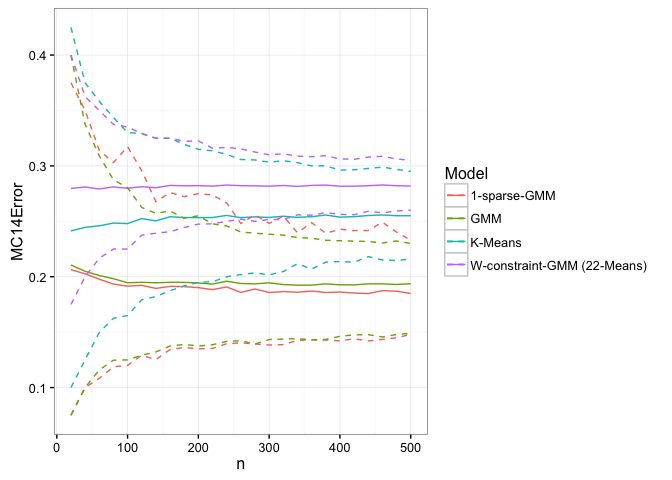 MC14Error
0.4
0.3
0.2
0.1
0
100
200
300
400
500
n
Model
1-sparse-GMM
GMM
K-Means
W-constraint-GMM (22-Means)